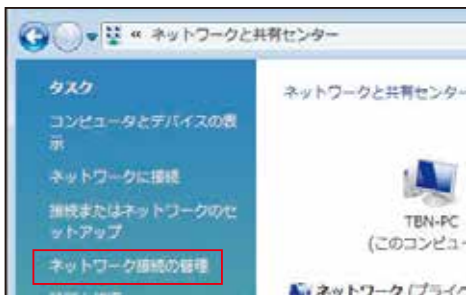 « ネットワークと共有センター
タスク
コンピュータとデバイスの表
示
ネットワークに接続
接続またはネットワークのセ
ットアップ
ネットワーク接続の管理
ネットワークと共有センター
TBN-PC
(このコンピュー
ネットワーク (プライベ